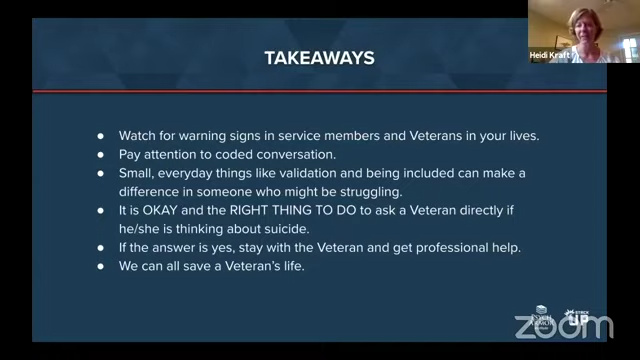 TAKEAWAYS
Heidi Kraft
● Watch for warning signs in service members and Veterans in your lives.
● Pay attention to coded conversation.
● Small, everyday things like validation and being included can make a
difference in someone who might be struggling.
● It is OKAY and the RIGHT THING TO DO to ask a Veteran directly if
he/she is thinking about suicide.
● If the answer is yes, stay with the Veteran and get professional help.
● We can all save a Veteran's life.
STACK
UP
zoom